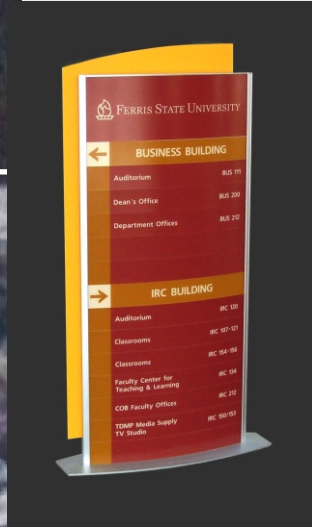 FERRIS STATE UNIVERSITY
BUSINESS BUILDING
Auditorium BUS 111
Dean's Office BUS 200
Department Offices BUS 212
IRC BUILDING
Auditorium IRC 120
Classrooms IRC 107-121
Classrooms IRC 154-156
Faculty Center for IRC 134
Teaching & Learning
COB Faculty Offices IRC 212
TDMP Media Supply IRC 150/153
TV Studio